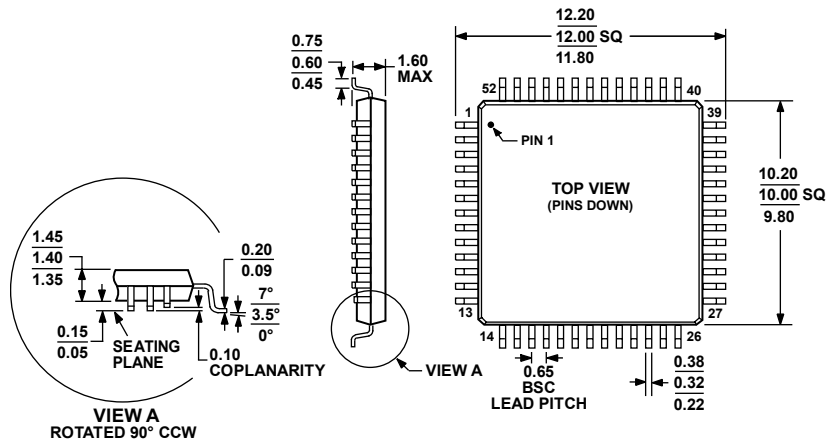 0.75
0.60
0.45
1.60
MAX
12.20
12.00 SQ
11.80
52
40
1
39
PIN 1
TOP VIEW
(PINS DOWN)
10.20
10.00 SQ
9.80
13
27
14
26
1.45
1.40
1.35
0.20
0.09
7°
3.5°
0°
0.15
0.05
SEATING
PLANE
0.10
COPLANARITY
VIEW A
0.65
BSC
LEAD PITCH
0.38
0.32
0.22
VIEW A
ROTATED 90° CCW